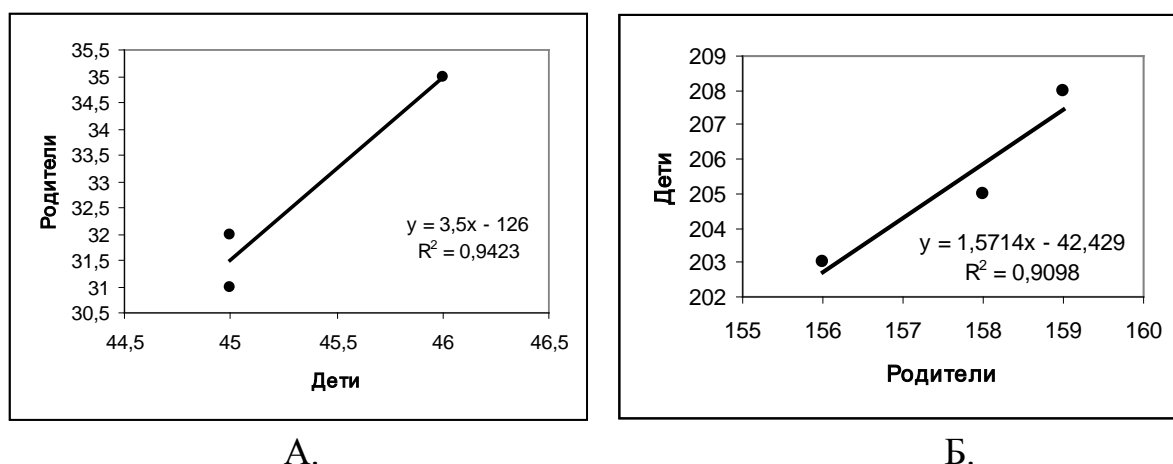 35,5
35
34,5
34
33,5
33
32,5
32
31,5
31
30,5
Родители
y = 3,5x - 126
R² = 0,9423
44,5 45 45,5 46 46,5
Дети
А.
209
208
207
206
205
204
203
202
Дети
y = 1,5714x - 42,429
R² = 0,9098
155 156 157 158 159 160
Родители
Б.